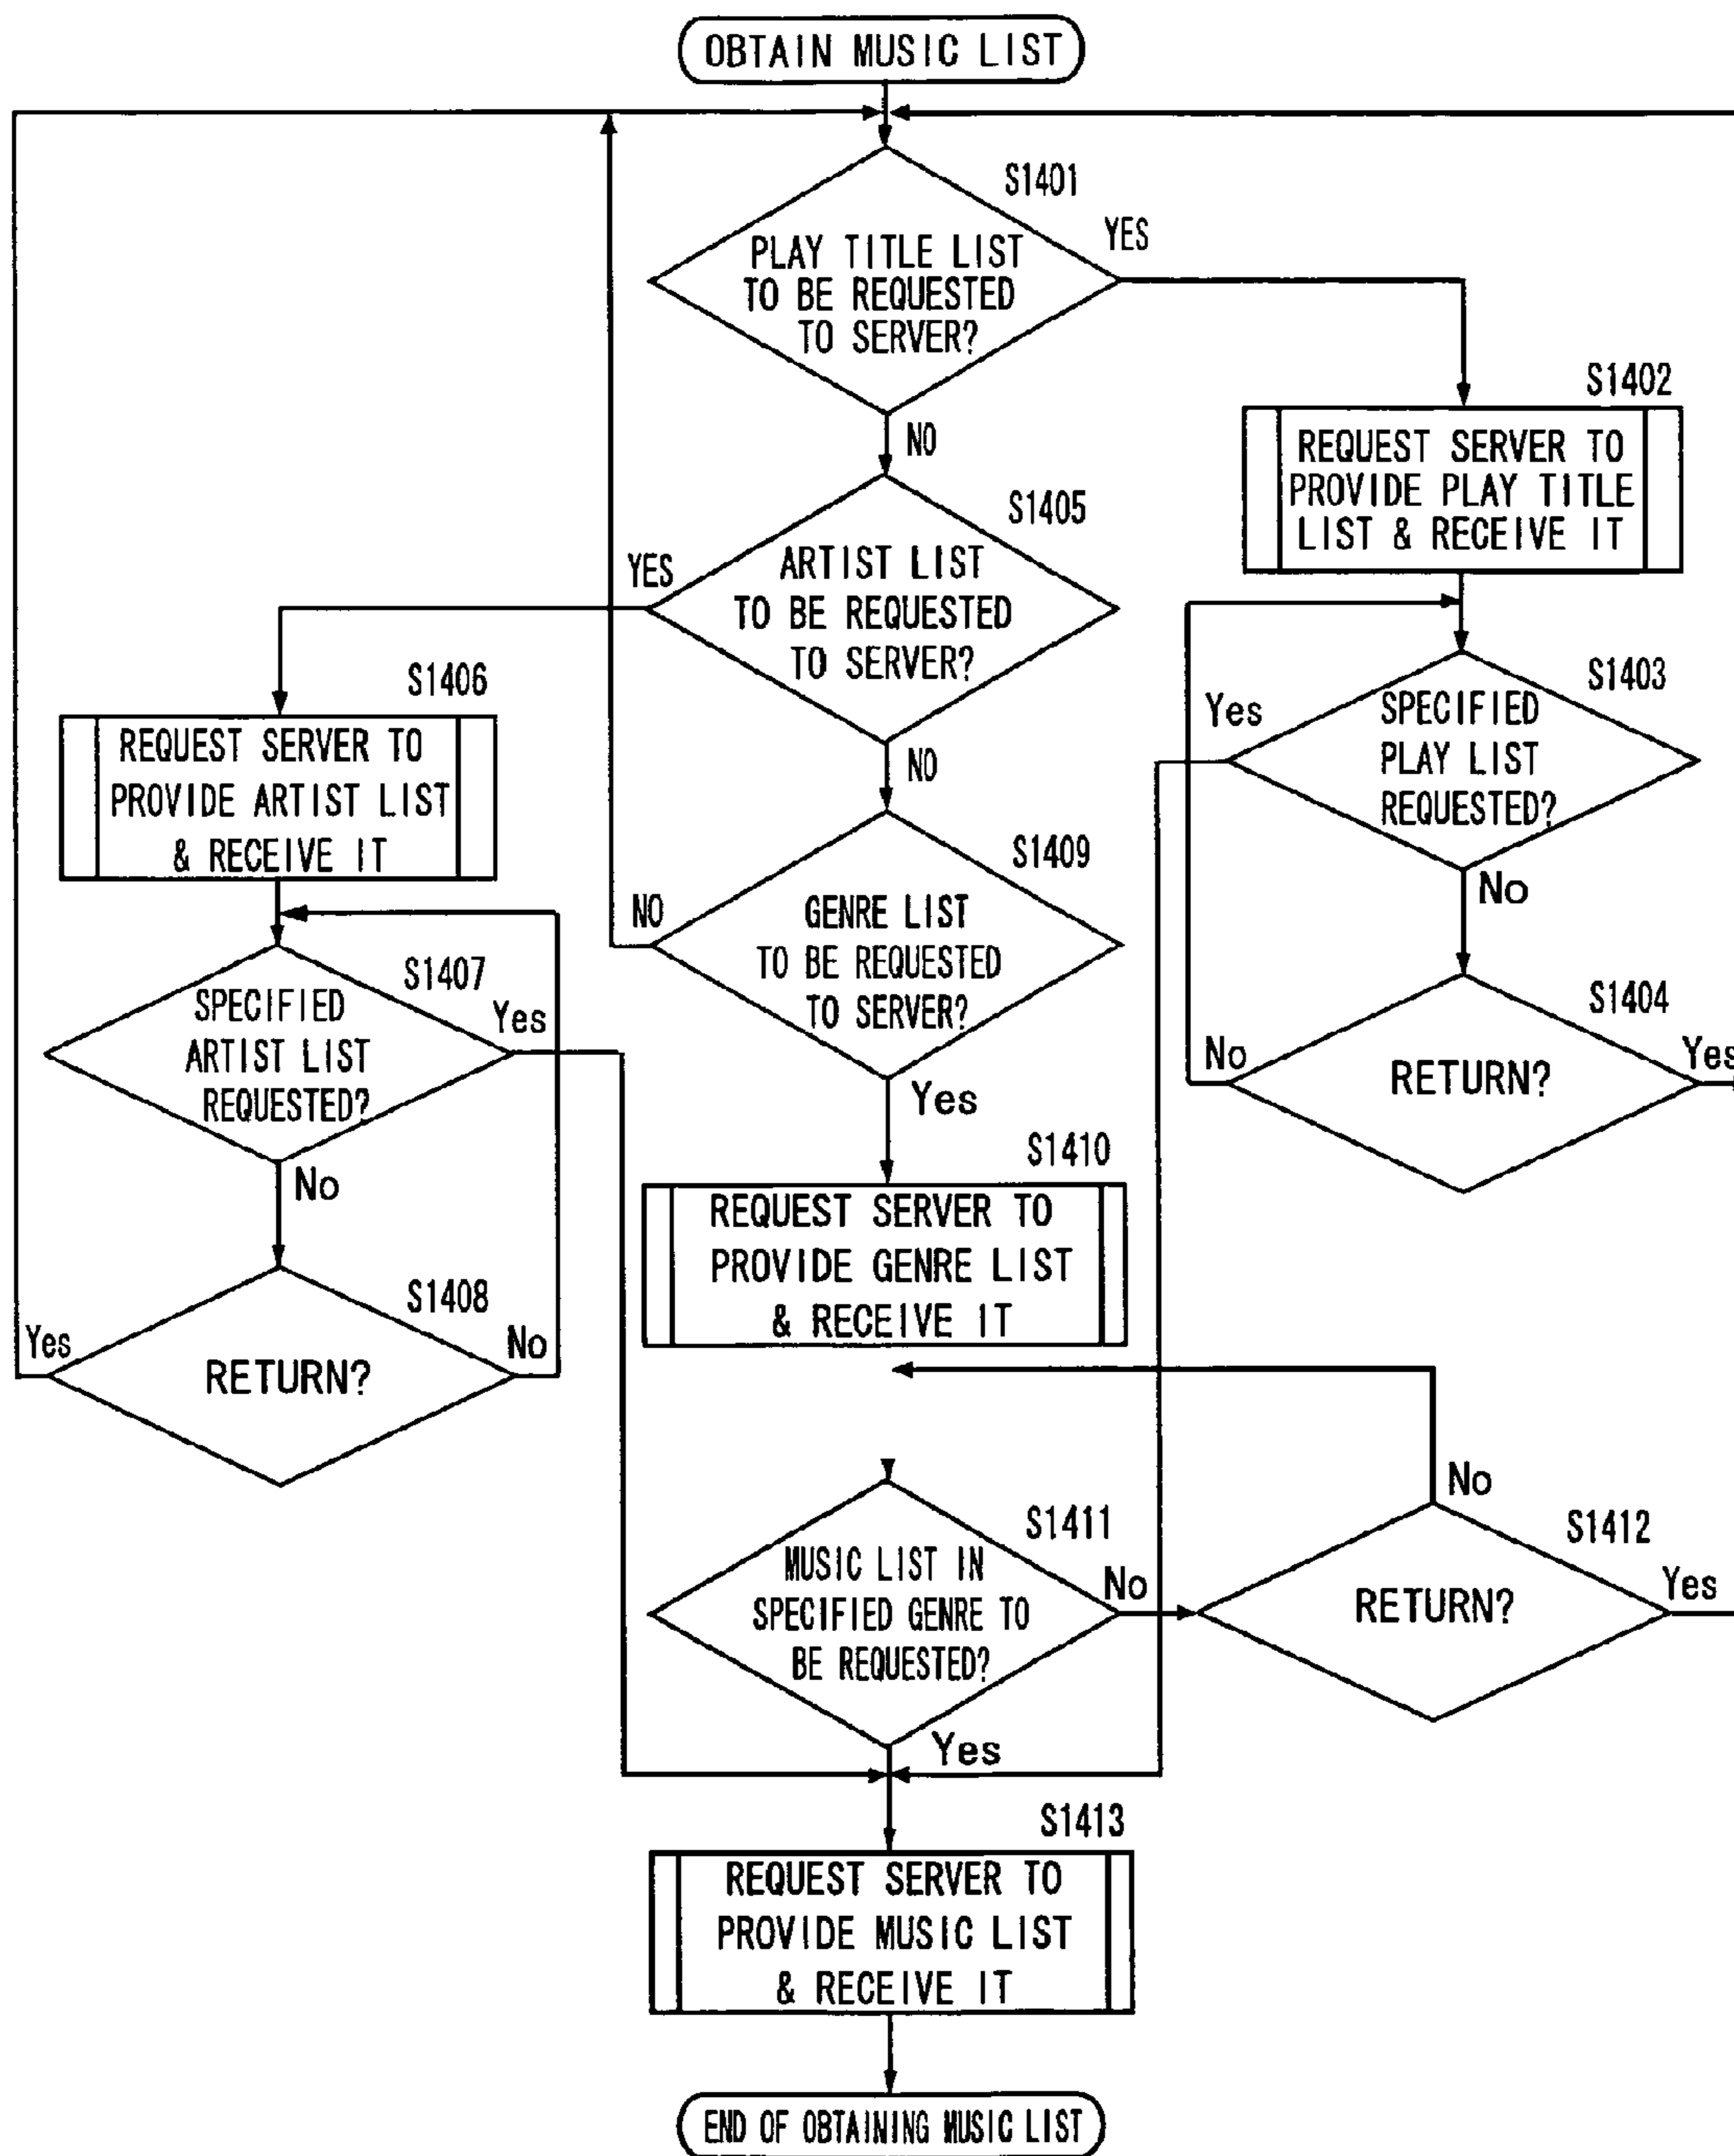 OBTAIN MUSIC LIST
S1401
PLAY TITLE LIST
TO BE REQUESTED
TO SERVER?
YES
NO
S1402
REQUEST SERVER TO
PROVIDE PLAY TITLE
LIST & RECEIVE IT
S1403
SPECIFIED
PLAY LIST
REQUESTED?
Yes
No
S1404
RETURN?
No
Yes
S1405
ARTIST LIST
TO BE REQUESTED
TO SERVER?
YES
NO
S1406
REQUEST SERVER TO
PROVIDE ARTIST LIST
& RECEIVE IT
S1407
SPECIFIED
ARTIST LIST
REQUESTED?
Yes
No
S1408
RETURN?
Yes
No
S1409
GENRE LIST
TO BE REQUESTED
TO SERVER?
NO
Yes
S1410
REQUEST SERVER TO
PROVIDE GENRE LIST
& RECEIVE IT
S1411
MUSIC LIST IN
SPECIFIED GENRE TO
BE REQUESTED?
No
Yes
S1412
RETURN?
No
Yes
S1413
REQUEST SERVER TO
PROVIDE MUSIC LIST
& RECEIVE IT
END OF OBTAINING MUSIC LIST